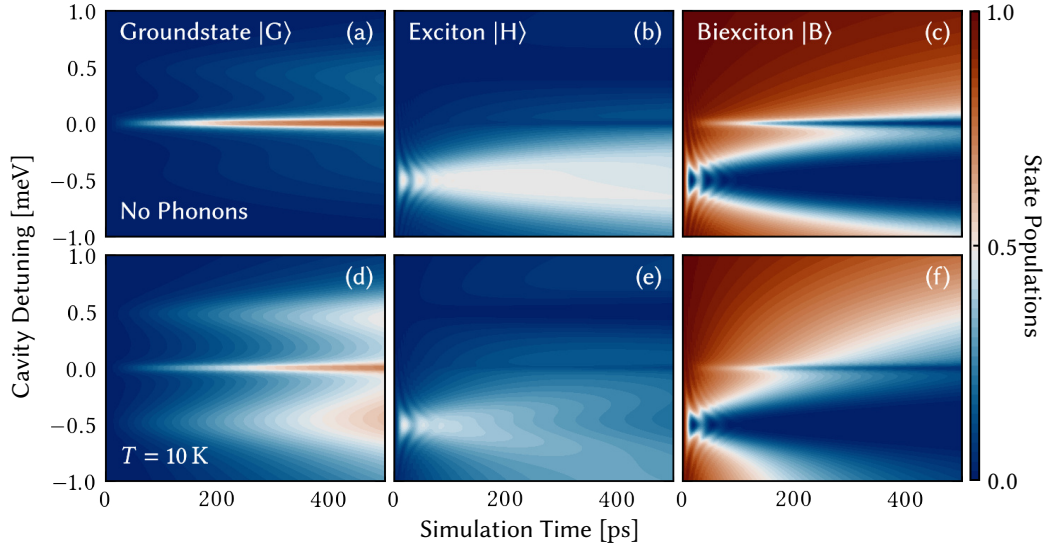 Groundstate |G⟩ (a)
Exciton |H⟩ (b)
Biexciton |B⟩ (c)
No Phonons
(d)
(e)
(f)
T = 10 K
1.0
0.5
0.0
−0.5
−1.0
1.0
0.5
0.0
−0.5
−1.0
Cavity Detuning [meV]
0 200 400
0 200 400
0 200 400
Simulation Time [ps]
1.0
0.5
0.0
State Populations